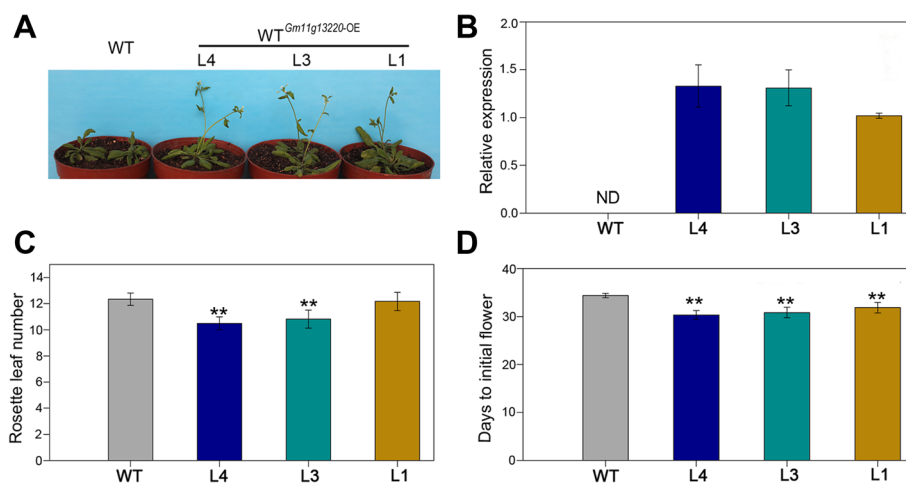 A
WT
WT^Gm11g13220-OE
L4 L3 L1
B
Relative expression
2.0
1.5
1.0
0.5
0.0
ND
WT L4 L3 L1
C
Rosette leaf number
14
12
10
8
6
4
2
0
** **
WT L4 L3 L1
D
Days to initial flower
40
30
20
10
0
** ** **
WT L4 L3 L1